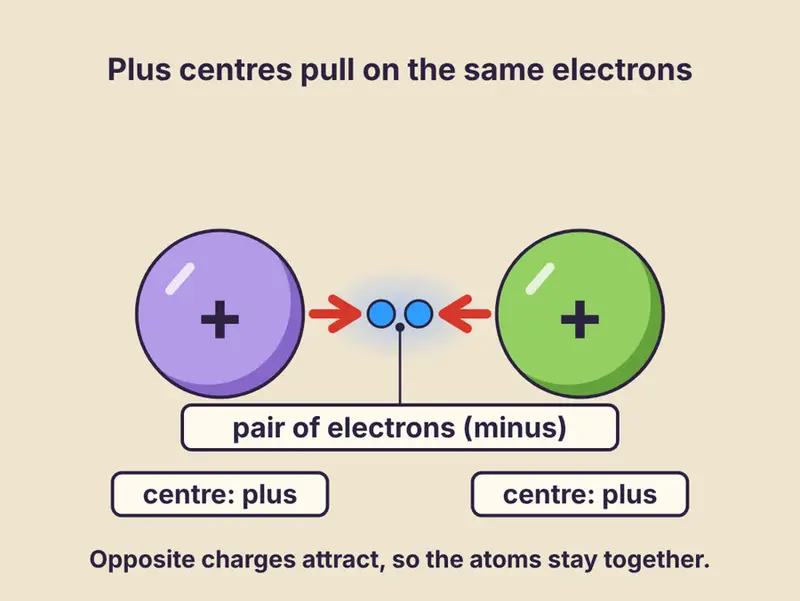 Plus centres pull on the same electrons
+ +
pair of electrons (minus)
centre: plus
centre: plus
Opposite charges attract, so the atoms stay together.